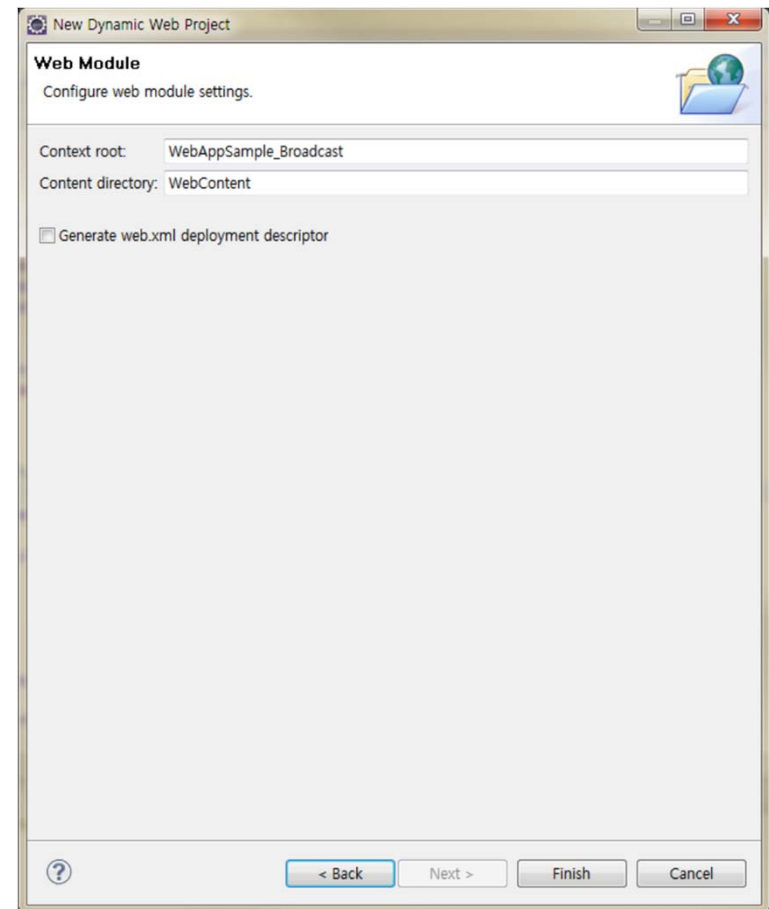 New Dynamic Web Project
Web Module
Configure web module settings.
Context root: WebAppSample_Broadcast
Content directory: WebContent
Generate web.xml deployment descriptor
? < Back Next > Finish Cancel